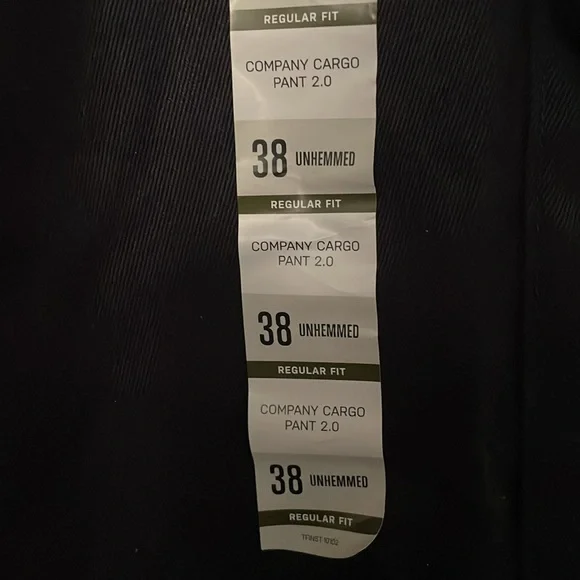 REGULAR FIT
COMPANY CARGO
PANT 2.0
38 UNHEMMED
REGULAR FIT
COMPANY CARGO
PANT 2.0
38 UNHEMMED
REGULAR FIT
COMPANY CARGO
PANT 2.0
38 UNHEMMED
REGULAR FIT